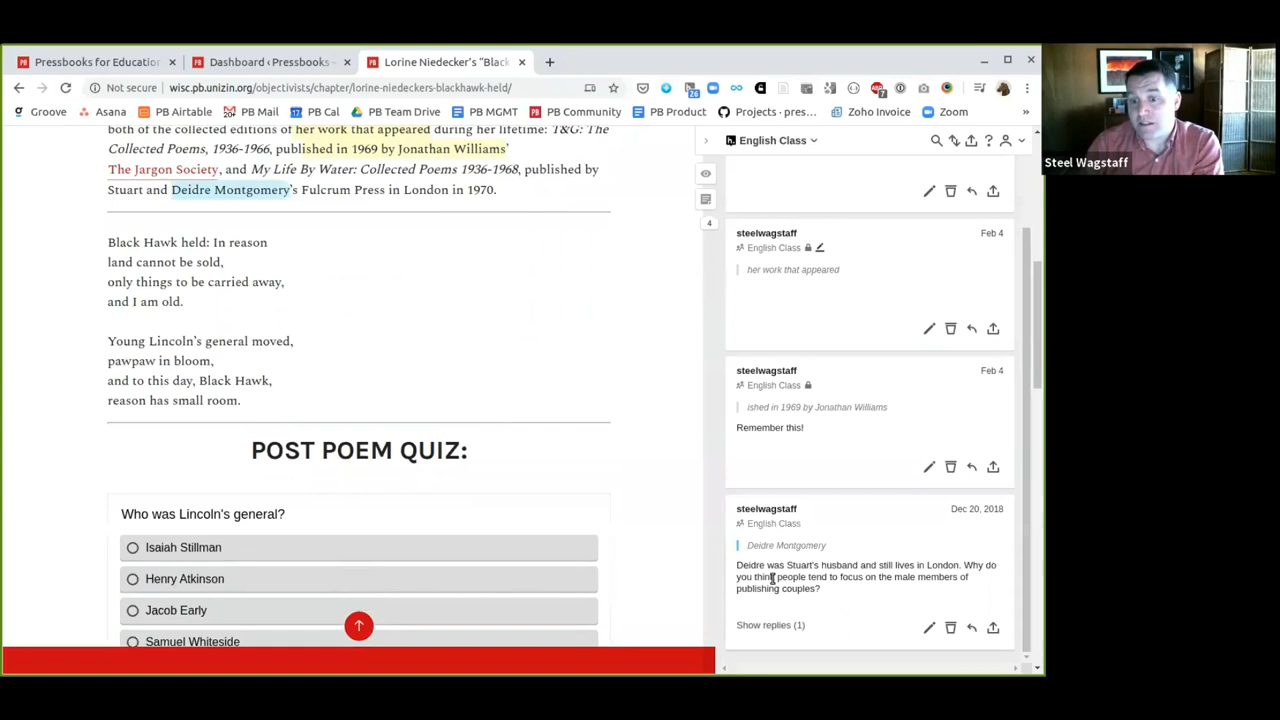 Pressbooks for Education
Dashboard ‹ Pressbooks –
Lorine Niedecker's "Black
Not secure | wisc.pb.unizin.org/objectivists/chapter/lorine-niedeckers-blackhawk-held/
26
7
Groove
Asana
PB Airtable
PB Mail
PB Cal
PB Team Drive
PB MGMT
PB Community
PB Product
Projects ‹ pressbo…
Zoho Invoice
Zoom
both of the collected editions of her work that appeared during her lifetime: T&G: The
Collected Poems, 1936-1966, published in 1969 by Jonathan Williams'
The Jargon Society, and My Life By Water: Collected Poems 1936-1968, published by
Stuart and Deidre Montgomery's Fulcrum Press in London in 1970.
Black Hawk held: In reason
land cannot be sold,
only things to be carried away,
and I am old.
Young Lincoln's general moved,
pawpaw in bloom,
and to this day, Black Hawk,
reason has small room.
POST POEM QUIZ:
Who was Lincoln's general?
Isaiah Stillman
Henry Atkinson
Jacob Early
Samuel Whiteside
English Class
4
steelwagstaff
Feb 4
English Class
her work that appeared
steelwagstaff
Feb 4
English Class
ished in 1969 by Jonathan Williams
Remember this!
steelwagstaff
Dec 20, 2018
English Class
Deidre Montgomery
Deidre was Stuart's husband and still lives in London. Why do
you think people tend to focus on the male members of
publishing couples?
Show replies (1)
Steel Wagstaff